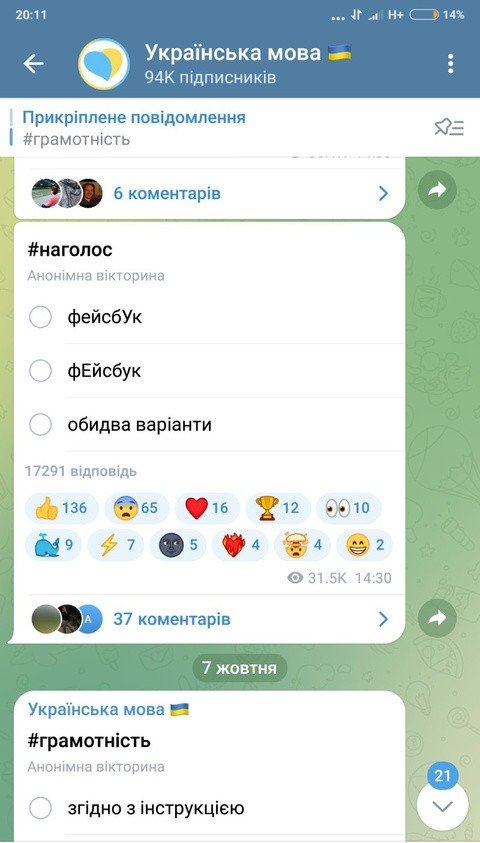 20:11
H+
14%
Українська мова 🇺🇦
94K підписників
Прикріплене повідомлення
#грамотність
6 коментарів
#наголос
Анонімна вікторина
фейсбУк
фЕйсбук
обидва варіанти
17291 відповідь
👍 136 😨 65 ❤️ 16 🏆 12 👀 10
🐳 9 ⚡ 7 🌚 5 ❤️‍🔥 4 🤯 4 😁 2
31.5K 14:30
A
37 коментарів
7 жовтня
Українська мова 🇺🇦
#грамотність
Анонімна вікторина
21
згідно з інструкцією